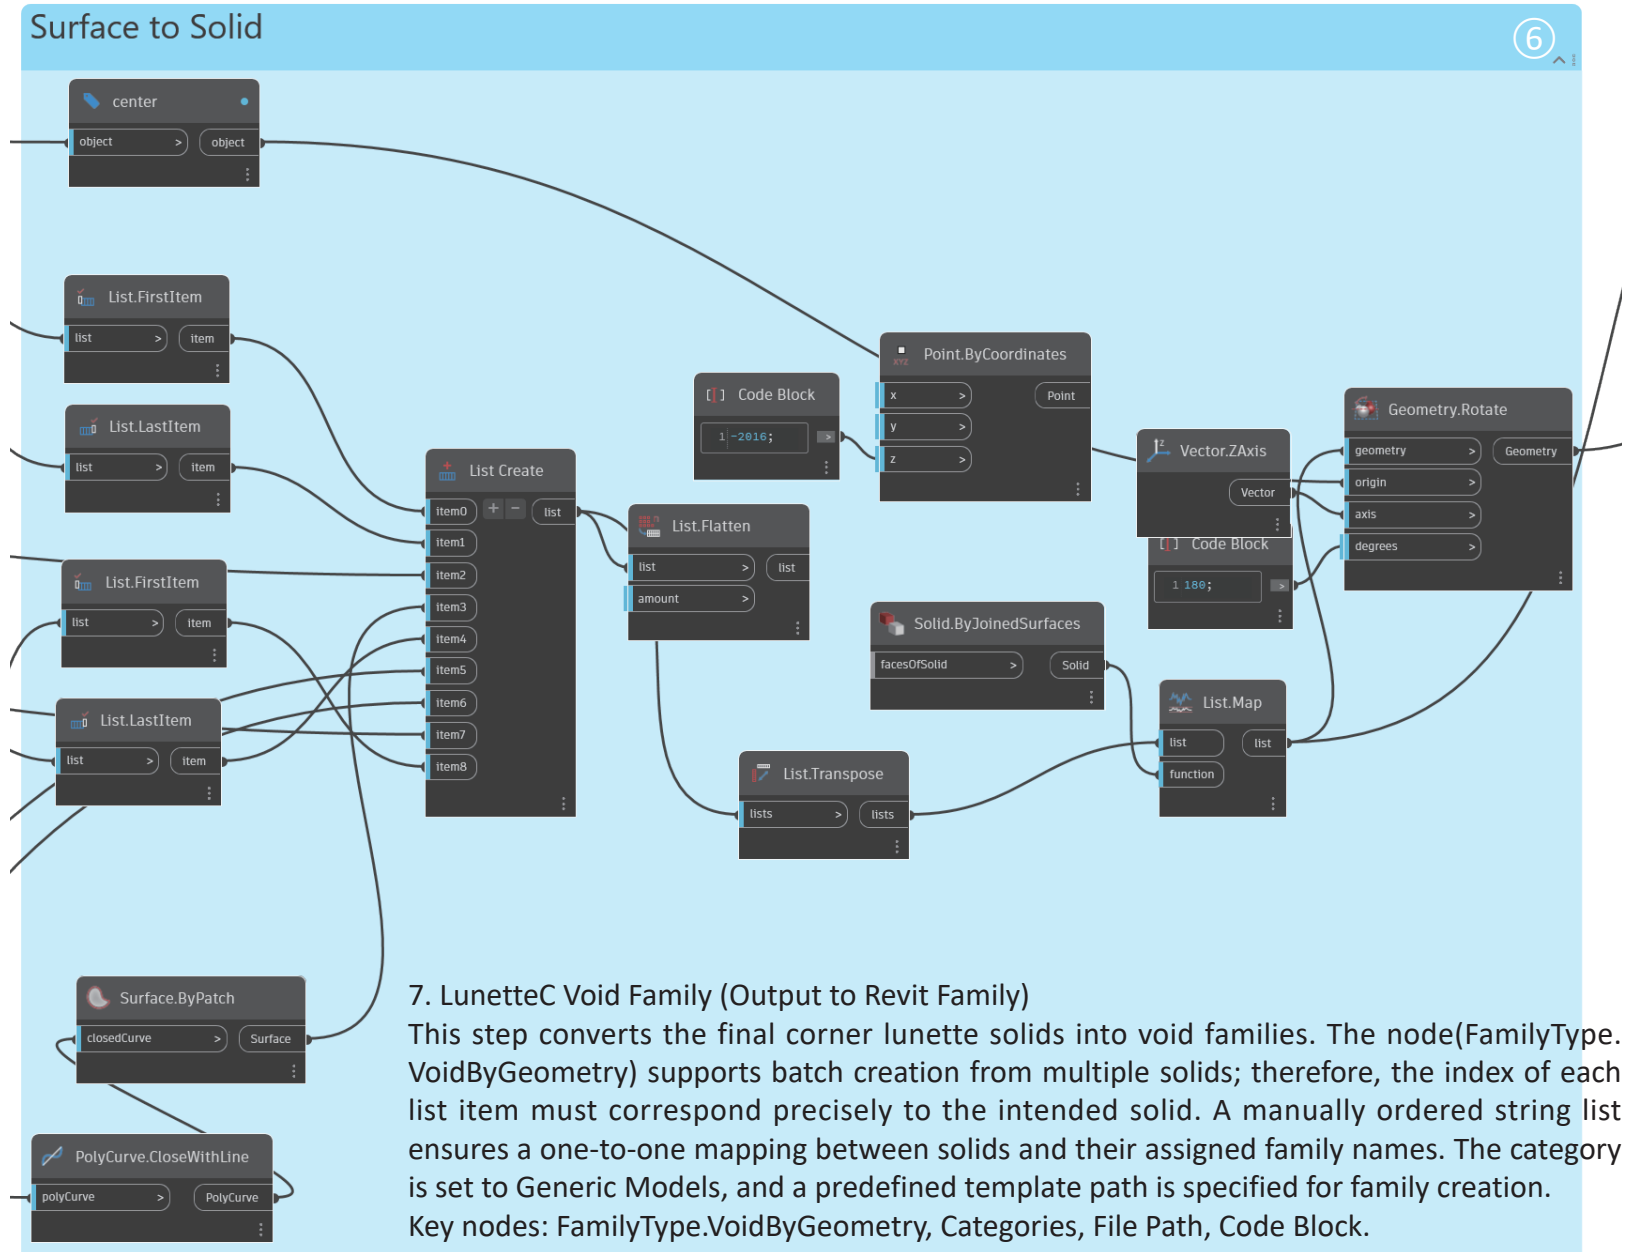 Surface to Solid
6
center
object > object
List.FirstItem
list > item
List.LastItem
list > item
List.FirstItem
list > item
List.LastItem
list > item
List Create
item0 + - list
item1
item2
item3
item4
item5
item6
item7
item8
Code Block
1 -2016; >
Point.ByCoordinates
XYZ
x > Point
y >
z >
List.Flatten
list > list
amount >
Vector.ZAxis
Vector
Code Block
1 180; >
Geometry.Rotate
geometry > Geometry
origin >
axis >
degrees >
Solid.ByJoinedSurfaces
facesOfSolid > Solid
List.Map
list list
function
List.Transpose
lists > lists
Surface.ByPatch
closedCurve > Surface
PolyCurve.CloseWithLine
polyCurve > PolyCurve
7. LunetteC Void Family (Output to Revit Family)
This step converts the final corner lunette solids into void families. The node(FamilyType.
VoidByGeometry) supports batch creation from multiple solids; therefore, the index of each
list item must correspond precisely to the intended solid. A manually ordered string list
ensures a one-to-one mapping between solids and their assigned family names. The category
is set to Generic Models, and a predefined template path is specified for family creation.
Key nodes: FamilyType.VoidByGeometry, Categories, File Path, Code Block.